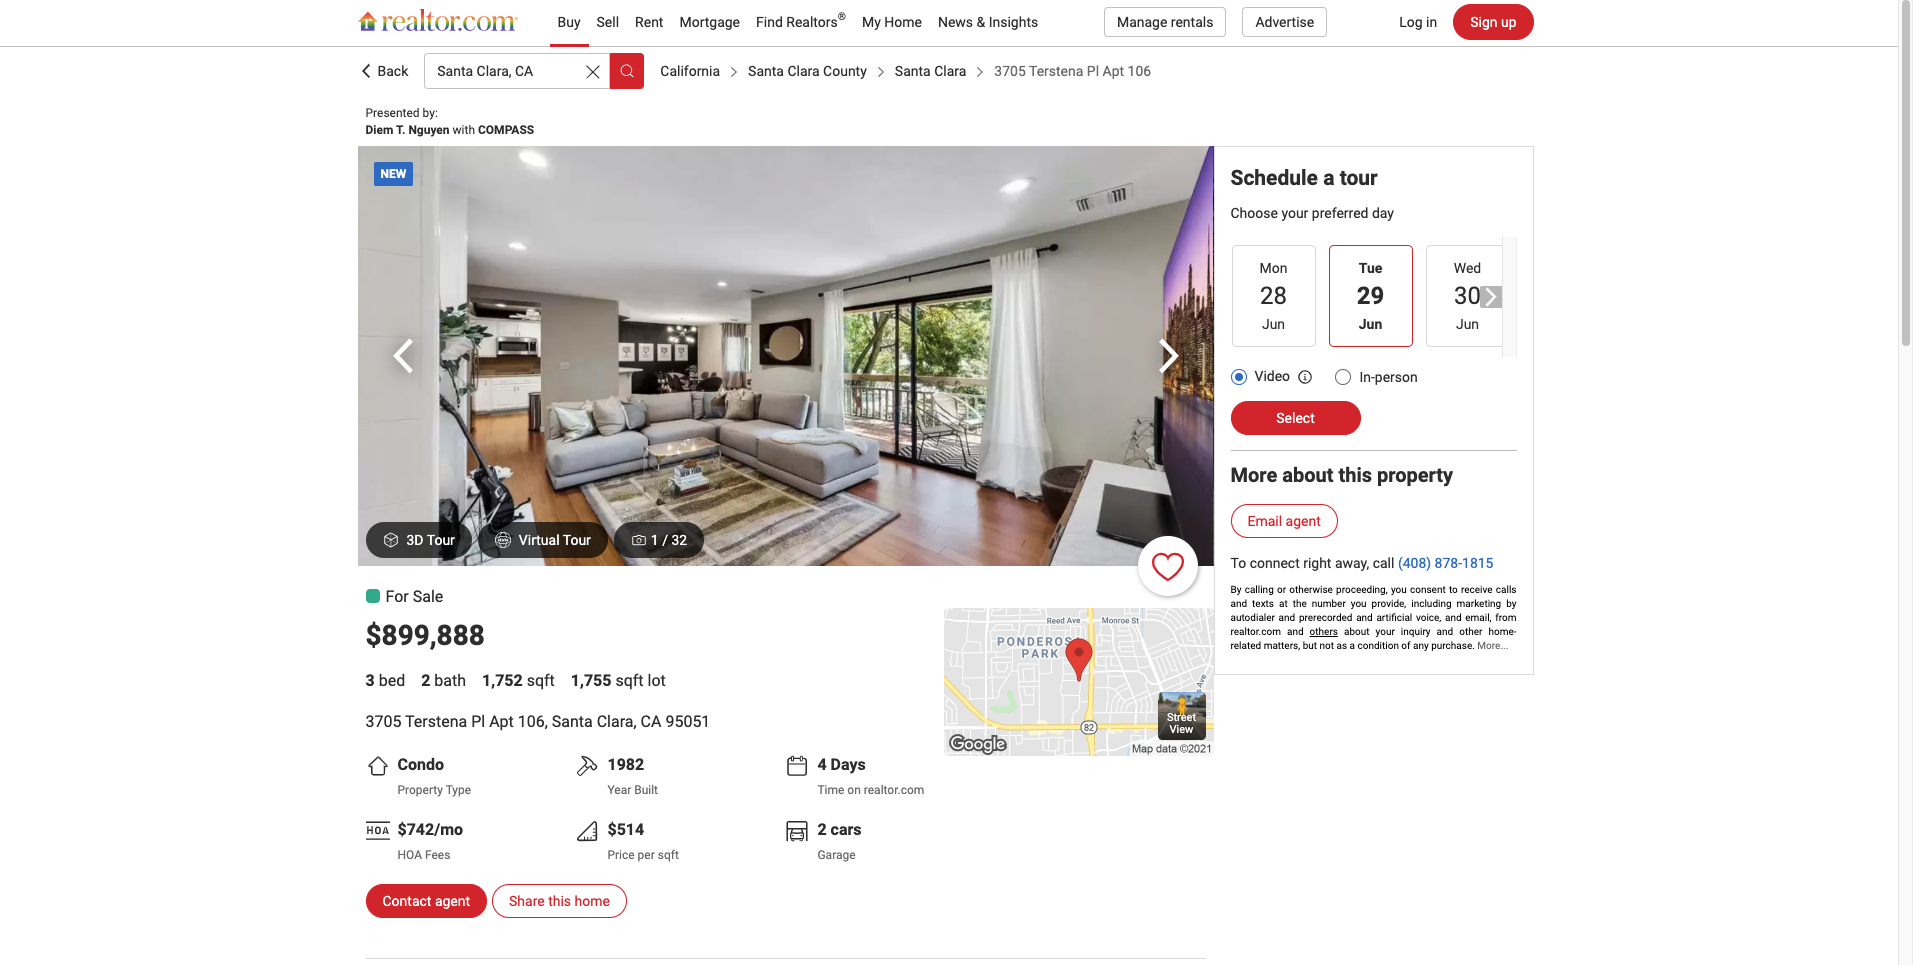 realtor.com
Buy
Sell
Rent
Mortgage
Find Realtors®
My Home
News & Insights
Manage rentals
Advertise
Log in
Sign up
Back
Santa Clara, CA
California
Santa Clara County
Santa Clara
3705 Terstena Pl Apt 106
Presented by:
Diem T. Nguyen with COMPASS
NEW
3D Tour
Virtual Tour
1 / 32
Schedule a tour
Choose your preferred day
Mon
28
Jun
Tue
29
Jun
Wed
30
Jun
Video
In-person
Select
More about this property
Email agent
To connect right away, call (408) 878-1815
By calling or otherwise proceeding, you consent to receive calls
and texts at the number you provide, including marketing by
autodialer and prerecorded and artificial voice, and email, from
realtor.com and others about your inquiry and other home-
related matters, but not as a condition of any purchase. More...
For Sale
$899,888
3 bed 2 bath 1,752 sqft 1,755 sqft lot
3705 Terstena Pl Apt 106, Santa Clara, CA 95051
Condo
Property Type
1982
Year Built
4 Days
Time on realtor.com
HOA
$742/mo
HOA Fees
$514
Price per sqft
2 cars
Garage
Contact agent
Share this home
Reed Ave
Monroe St
PARK
82
Street
View
Google
Map data ©2021